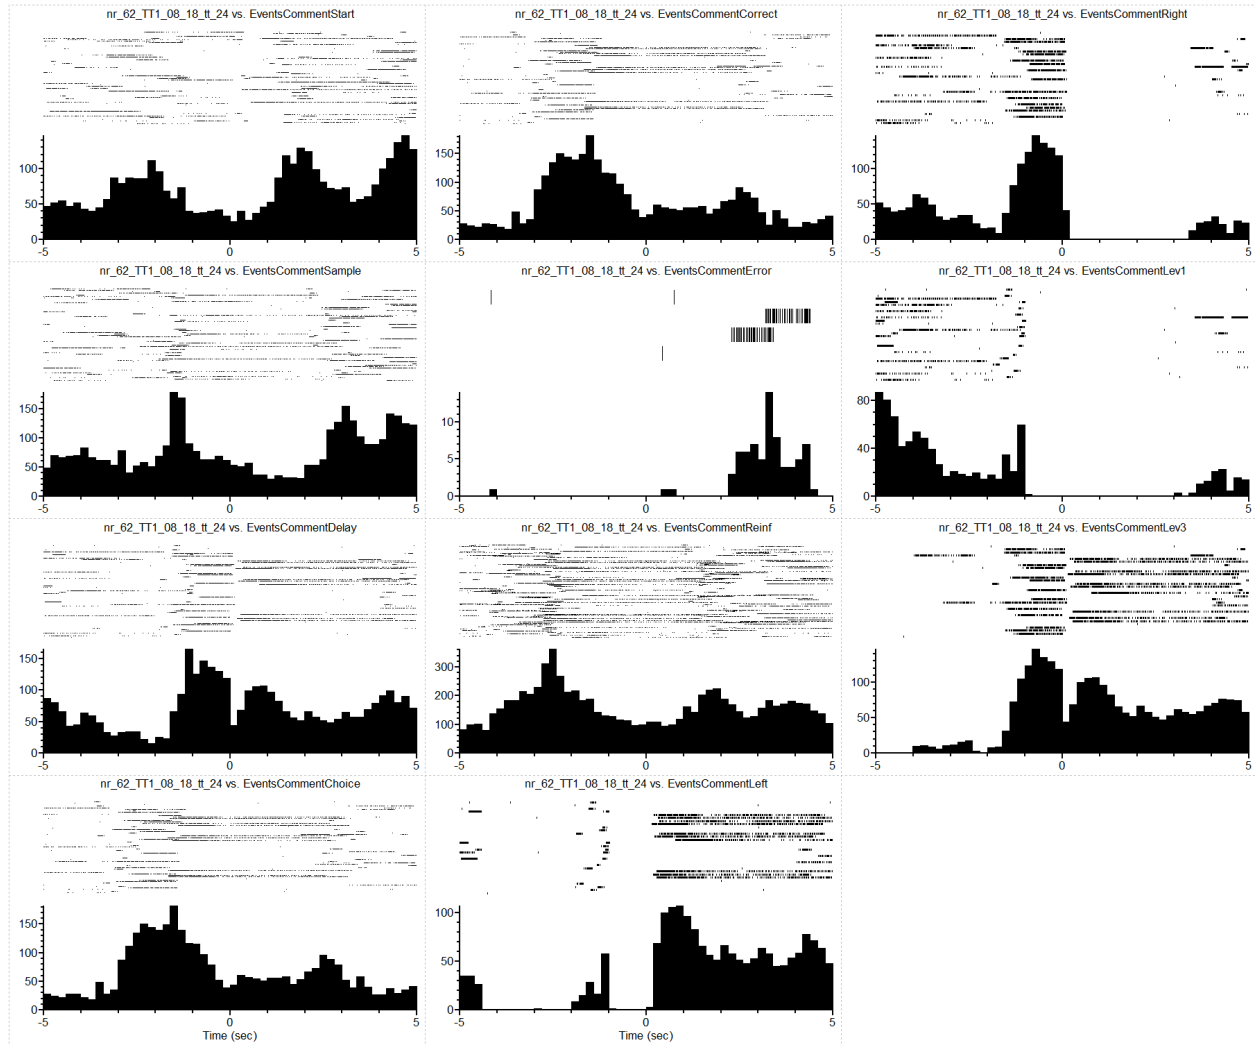 nr_62_TT1_08_18_tt_24 vs. EventsCommentStart
100
50
0
-5 0 5
nr_62_TT1_08_18_tt_24 vs. EventsCommentCorrect
150
100
50
0
-5 0 5
nr_62_TT1_08_18_tt_24 vs. EventsCommentRight
100
50
0
-5 0 5
nr_62_TT1_08_18_tt_24 vs. EventsCommentSample
150
100
50
0
-5 0 5
nr_62_TT1_08_18_tt_24 vs. EventsCommentError
10
5
0
-5 0 5
nr_62_TT1_08_18_tt_24 vs. EventsCommentLev1
80
40
0
-5 0 5
nr_62_TT1_08_18_tt_24 vs. EventsCommentDelay
150
100
50
0
-5 0 5
nr_62_TT1_08_18_tt_24 vs. EventsCommentReinf
300
200
100
0
-5 0 5
nr_62_TT1_08_18_tt_24 vs. EventsCommentLev3
100
50
0
-5 0 5
nr_62_TT1_08_18_tt_24 vs. EventsCommentChoice
150
100
50
0
-5 0 5
Time (sec)
nr_62_TT1_08_18_tt_24 vs. EventsCommentLeft
100
50
0
-5 0 5
Time (sec)